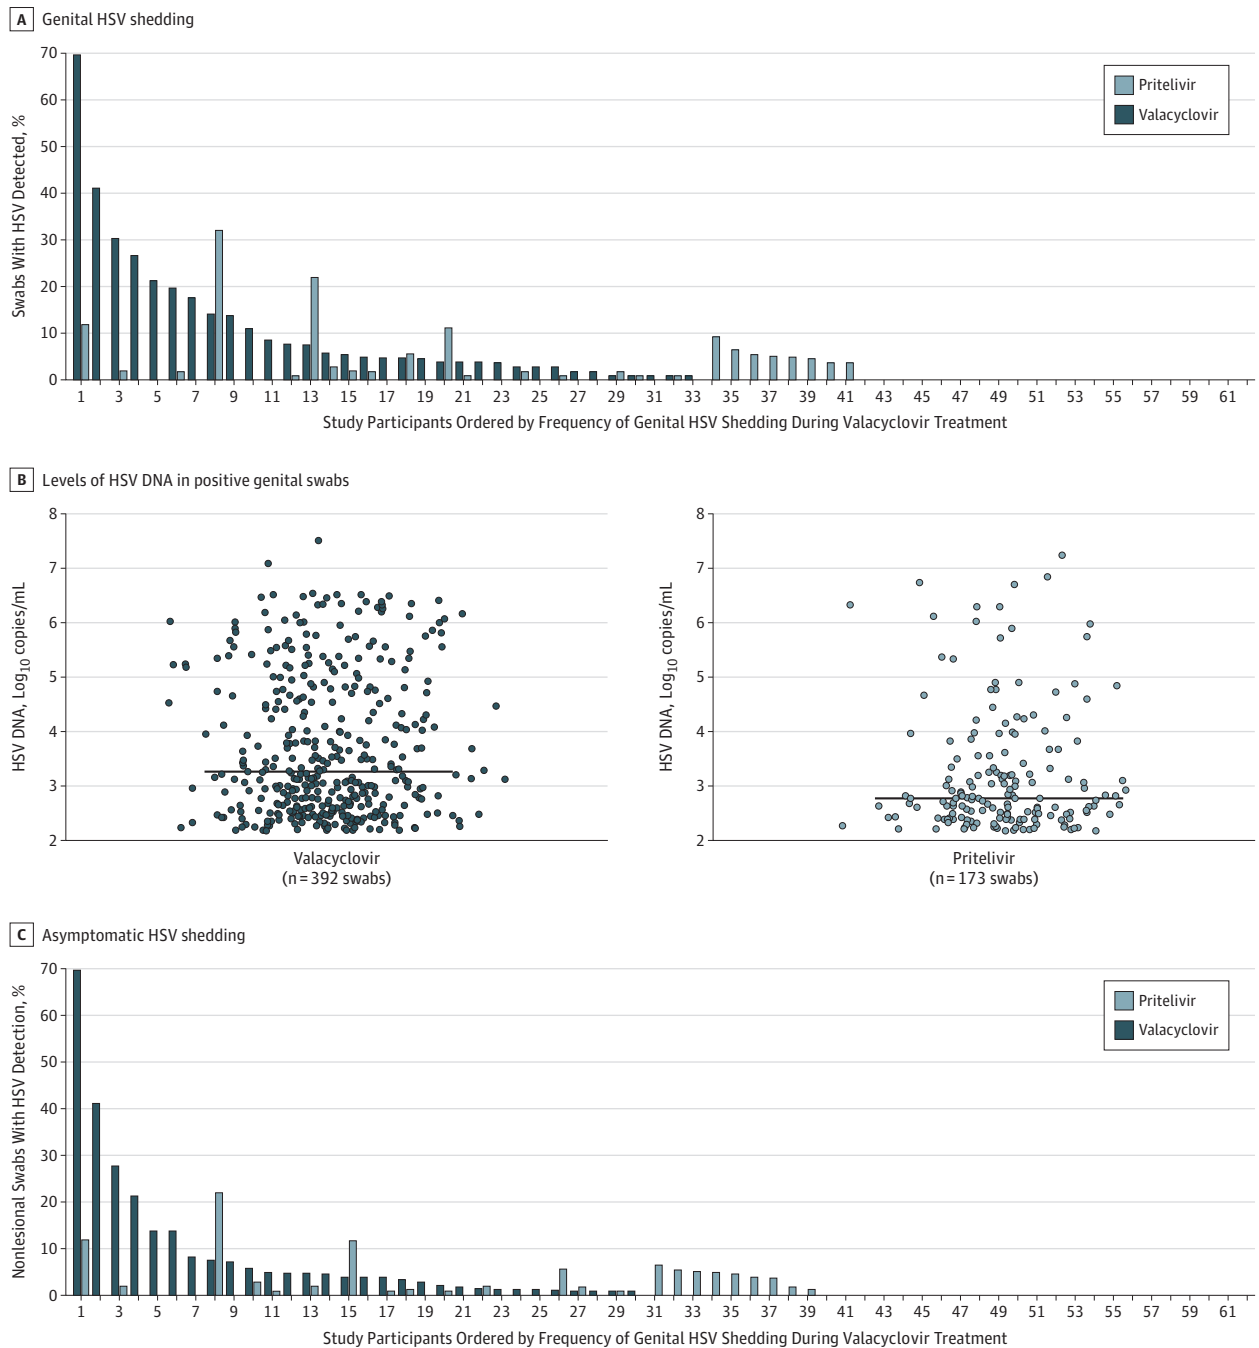 A Genital HSV shedding
70
60
50
40
30
20
10
0
Swabs With HSV Detected, %
Pritelivir
Valacyclovir
1 3 5 7 9 11 13 15 17 19 21 23 25 27 29 31 33 35 37 39 41 43 45 47 49 51 53 55 57 59 61
Study Participants Ordered by Frequency of Genital HSV Shedding During Valacyclovir Treatment
B Levels of HSV DNA in positive genital swabs
8
7
6
5
4
3
2
HSV DNA, Log10 copies/mL
Valacyclovir
(n = 392 swabs)
8
7
6
5
4
3
2
HSV DNA, Log10 copies/mL
Pritelivir
(n = 173 swabs)
C Asymptomatic HSV shedding
70
60
50
40
30
20
10
0
Nonlesional Swabs With HSV Detection, %
Pritelivir
Valacyclovir
1 3 5 7 9 11 13 15 17 19 21 23 25 27 29 31 33 35 37 39 41 43 45 47 49 51 53 55 57 59 61
Study Participants Ordered by Frequency of Genital HSV Shedding During Valacyclovir Treatment